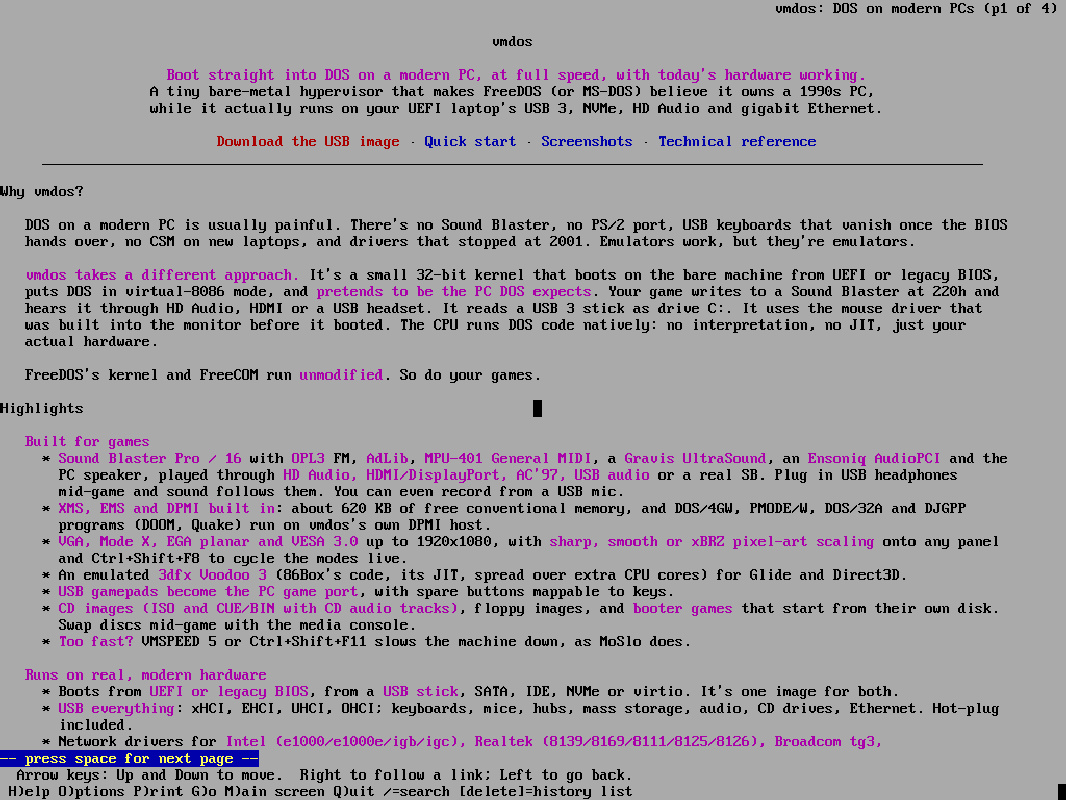 vmdos: DOS on modern PCs (p1 of 4)
vmdos
Boot straight into DOS on a modern PC, at full speed, with today's hardware working.
A tiny bare-metal hypervisor that makes FreeDOS (or MS-DOS) believe it owns a 1990s PC,
while it actually runs on your UEFI laptop's USB 3, NVMe, HD Audio and gigabit Ethernet.
Download the USB image · Quick start · Screenshots · Technical reference
Why vmdos?
DOS on a modern PC is usually painful. There's no Sound Blaster, no PS/2 port, USB keyboards that vanish once the BIOS
hands over, no CSM on new laptops, and drivers that stopped at 2001. Emulators work, but they're emulators.
vmdos takes a different approach. It's a small 32-bit kernel that boots on the bare machine from UEFI or legacy BIOS,
puts DOS in virtual-8086 mode, and pretends to be the PC DOS expects. Your game writes to a Sound Blaster at 220h and
hears it through HD Audio, HDMI or a USB headset. It reads a USB 3 stick as drive C:. It uses the mouse driver that
was built into the monitor before it booted. The CPU runs DOS code natively: no interpretation, no JIT, just your
actual hardware.
FreeDOS's kernel and FreeCOM run unmodified. So do your games.
Highlights
Built for games
* Sound Blaster Pro / 16 with OPL3 FM, AdLib, MPU-401 General MIDI, a Gravis UltraSound, an Ensoniq AudioPCI and the
PC speaker, played through HD Audio, HDMI/DisplayPort, AC'97, USB audio or a real SB. Plug in USB headphones
mid-game and sound follows them. You can even record from a USB mic.
* XMS, EMS and DPMI built in: about 620 KB of free conventional memory, and DOS/4GW, PMODE/W, DOS/32A and DJGPP
programs (DOOM, Quake) run on vmdos's own DPMI host.
* VGA, Mode X, EGA planar and VESA 3.0 up to 1920x1080, with sharp, smooth or xBRZ pixel-art scaling onto any panel
and Ctrl+Shift+F8 to cycle the modes live.
* An emulated 3dfx Voodoo 3 (86Box's code, its JIT, spread over extra CPU cores) for Glide and Direct3D.
* USB gamepads become the PC game port, with spare buttons mappable to keys.
* CD images (ISO and CUE/BIN with CD audio tracks), floppy images, and booter games that start from their own disk.
Swap discs mid-game with the media console.
* Too fast? VMSPEED 5 or Ctrl+Shift+F11 slows the machine down, as MoSlo does.
Runs on real, modern hardware
* Boots from UEFI or legacy BIOS, from a USB stick, SATA, IDE, NVMe or virtio. It's one image for both.
* USB everything: xHCI, EHCI, UHCI, OHCI; keyboards, mice, hubs, mass storage, audio, CD drives, Ethernet. Hot-plug
included.
* Network drivers for Intel (e1000/e1000e/igb/igc), Realtek (8139/8169/8111/8125/8126), Broadcom tg3,
-- press space for next page --
Arrow keys: Up and Down to move.  Right to follow a link; Left to go back.
H)elp O)ptions P)rint G)o M)ain screen Q)uit /=search [delete]=history list